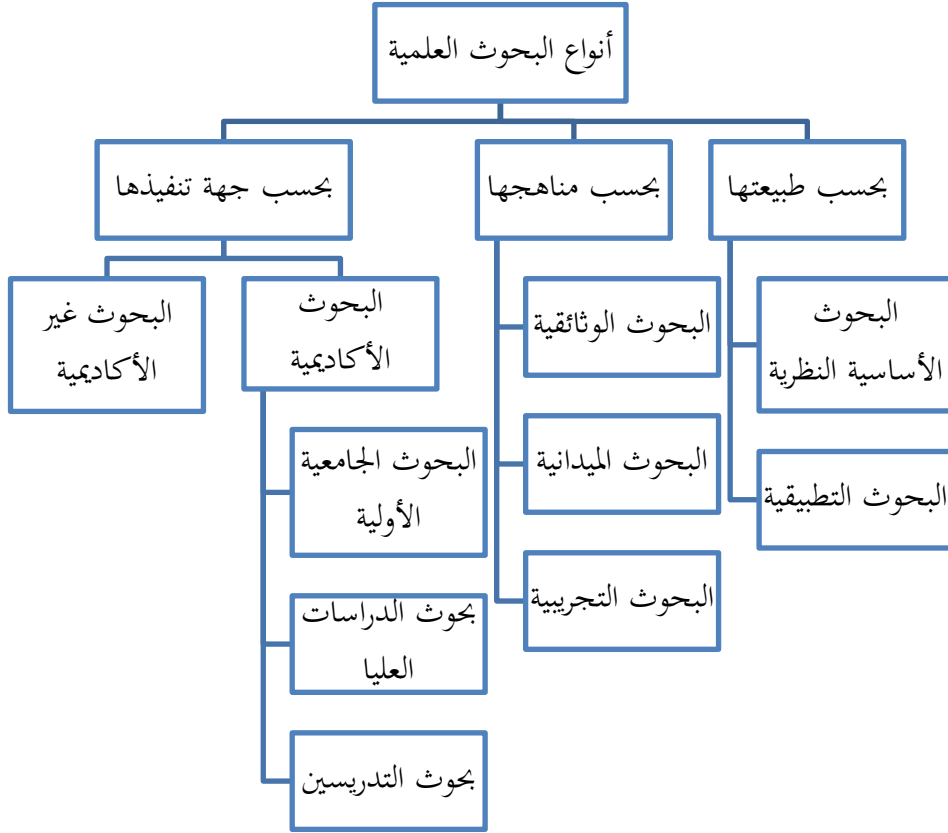 أنواع البحوث العلمية
بحسب طبيعتها
بحسب مناهجها
بحسب جهة تنفيذها
البحوث
الأساسية النظرية
البحوث التطبيقية
البحوث الوثائقية
البحوث الميدانية
البحوث التجريبية
البحوث
الأكاديمية
البحوث غير
الأكاديمية
البحوث الجامعية
الأولية
بحوث الدراسات
العليا
بحوث التدريسين